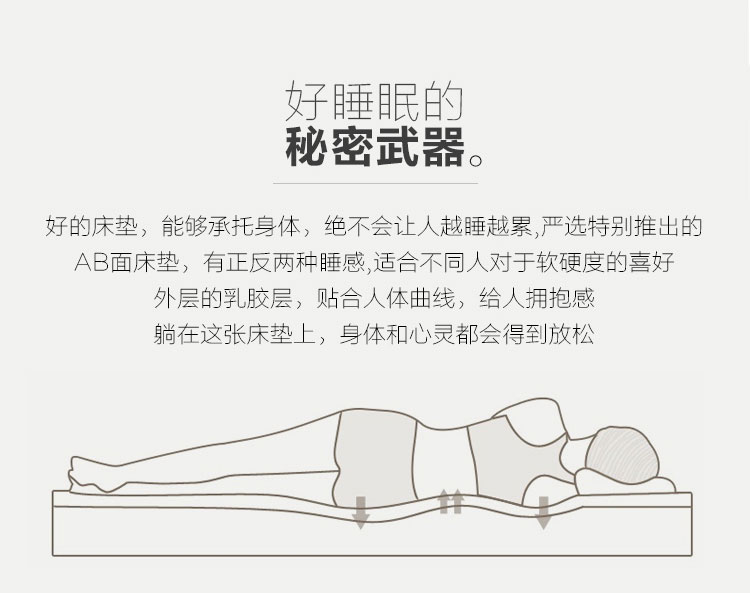 好睡眠的
秘密武器。
好的床垫，能够承托身体，绝不会让人越睡越累,严选特别推出的
AB面床垫，有正反两种睡感,适合不同人对于软硬度的喜好
外层的乳胶层，贴合人体曲线，给人拥抱感
躺在这张床垫上，身体和心灵都会得到放松